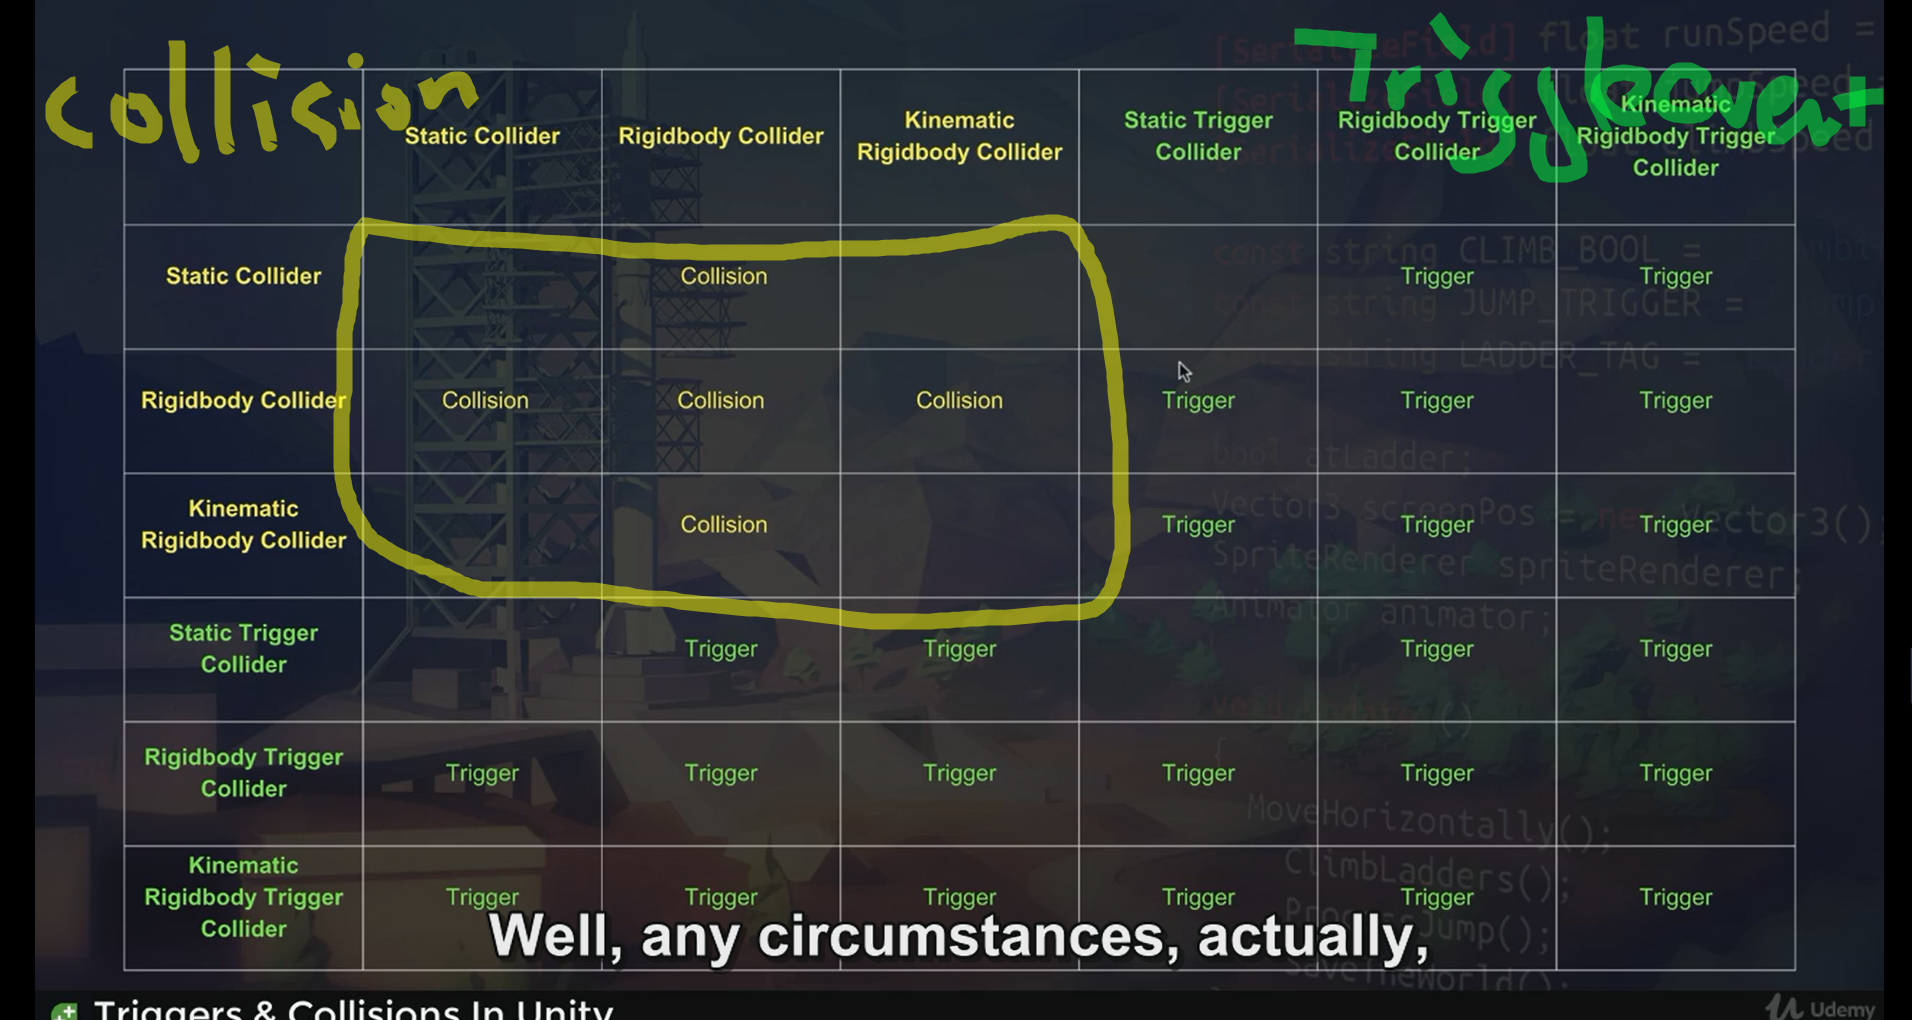 collision
Trigger event
Static Collider
Rigidbody Collider
Kinematic
Rigidbody Collider
Static Trigger
Collider
Rigidbody Trigger
Collider
Kinematic
Rigidbody Trigger
Collider
Static Collider
Collision
Trigger
Trigger
Rigidbody Collider
Collision
Collision
Collision
Trigger
Trigger
Trigger
Kinematic
Rigidbody Collider
Collision
Trigger
Trigger
Trigger
Static Trigger
Collider
Trigger
Trigger
Trigger
Trigger
Rigidbody Trigger
Collider
Trigger
Trigger
Trigger
Trigger
Trigger
Trigger
Kinematic
Rigidbody Trigger
Collider
Trigger
Trigger
Trigger
Trigger
Trigger
Trigger
float runSpeed =
const string CLIMB_BOOL =
const string JUMP_TRIGGER =
string LADDER_TAG =
bool atLadder;
Vector3 screenPos = new Vector3();
SpriteRenderer spriteRenderer;
Animator animator;
MoveHorizontally();
ClimbLadders();
ProcessJump();
SaveTheWorld();
Well, any circumstances, actually,
Triggers & Collisions In Unity
Udemy